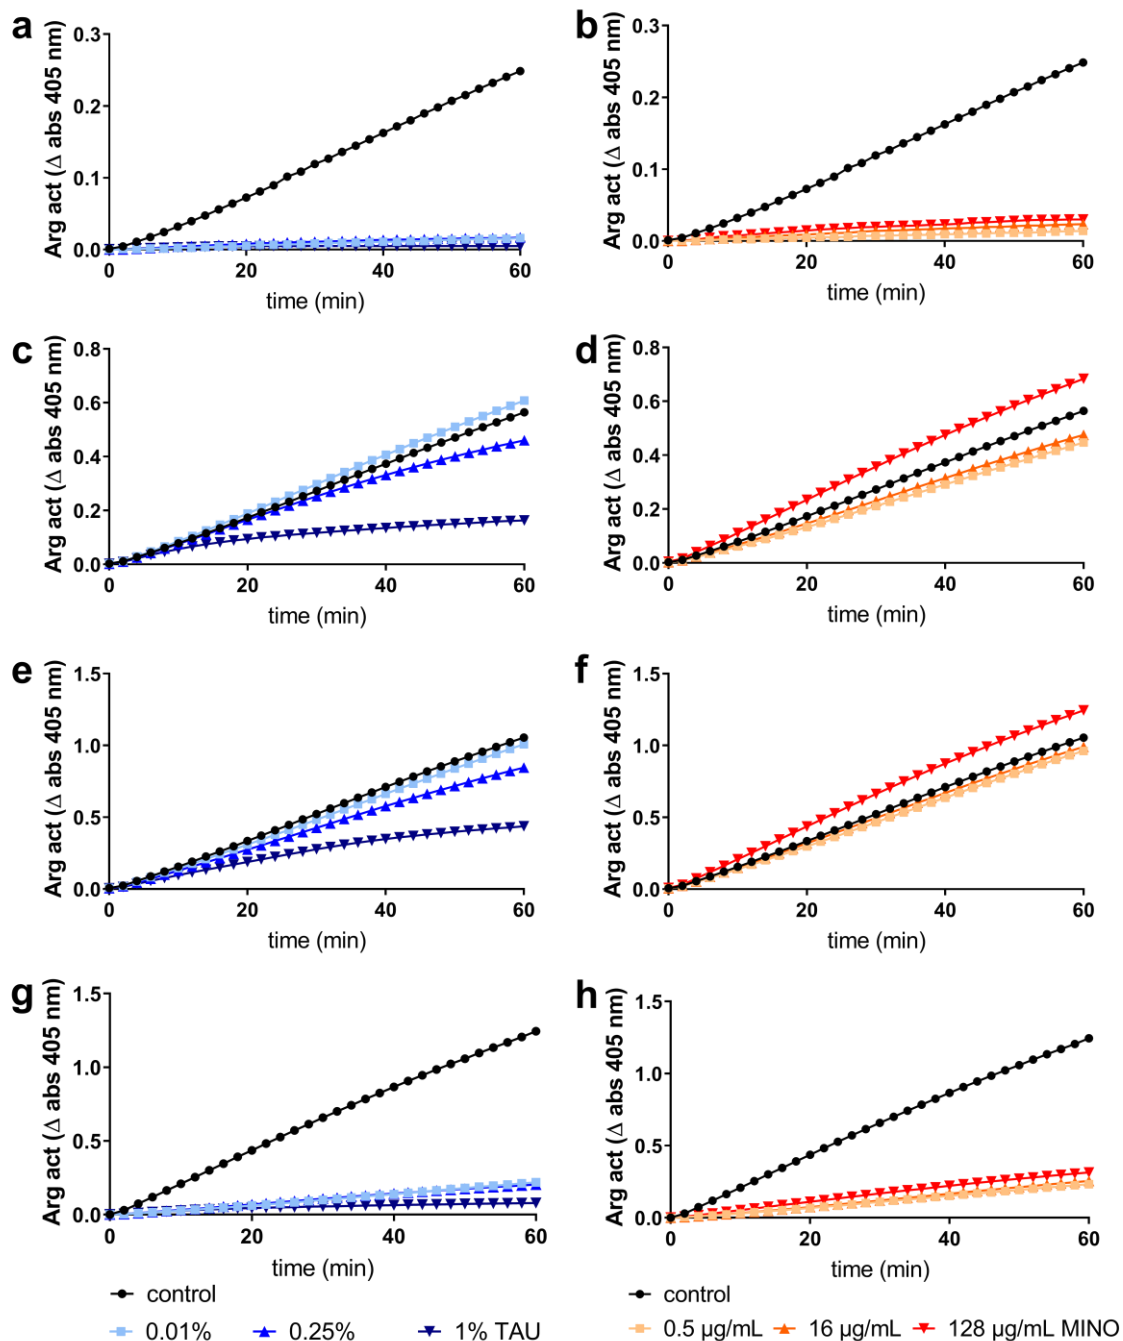 a
b
0.3
0.2
0.1
0.0
Arg act (Δ abs 405 nm)
0 20 40 60
time (min)
0.3
0.2
0.1
0.0
Arg act (Δ abs 405 nm)
0 20 40 60
time (min)
c
d
0.8
0.6
0.4
0.2
0.0
Arg act (Δ abs 405 nm)
0 20 40 60
time (min)
0.8
0.6
0.4
0.2
0.0
Arg act (Δ abs 405 nm)
0 20 40 60
time (min)
e
f
1.5
1.0
0.5
0.0
Arg act (Δ abs 405 nm)
0 20 40 60
time (min)
1.5
1.0
0.5
0.0
Arg act (Δ abs 405 nm)
0 20 40 60
time (min)
g
h
1.5
1.0
0.5
0.0
Arg act (Δ abs 405 nm)
0 20 40 60
time (min)
1.5
1.0
0.5
0.0
Arg act (Δ abs 405 nm)
0 20 40 60
time (min)
control
0.01% 0.25% 1% TAU
control
0.5 µg/mL 16 µg/mL 128 µg/mL MINO